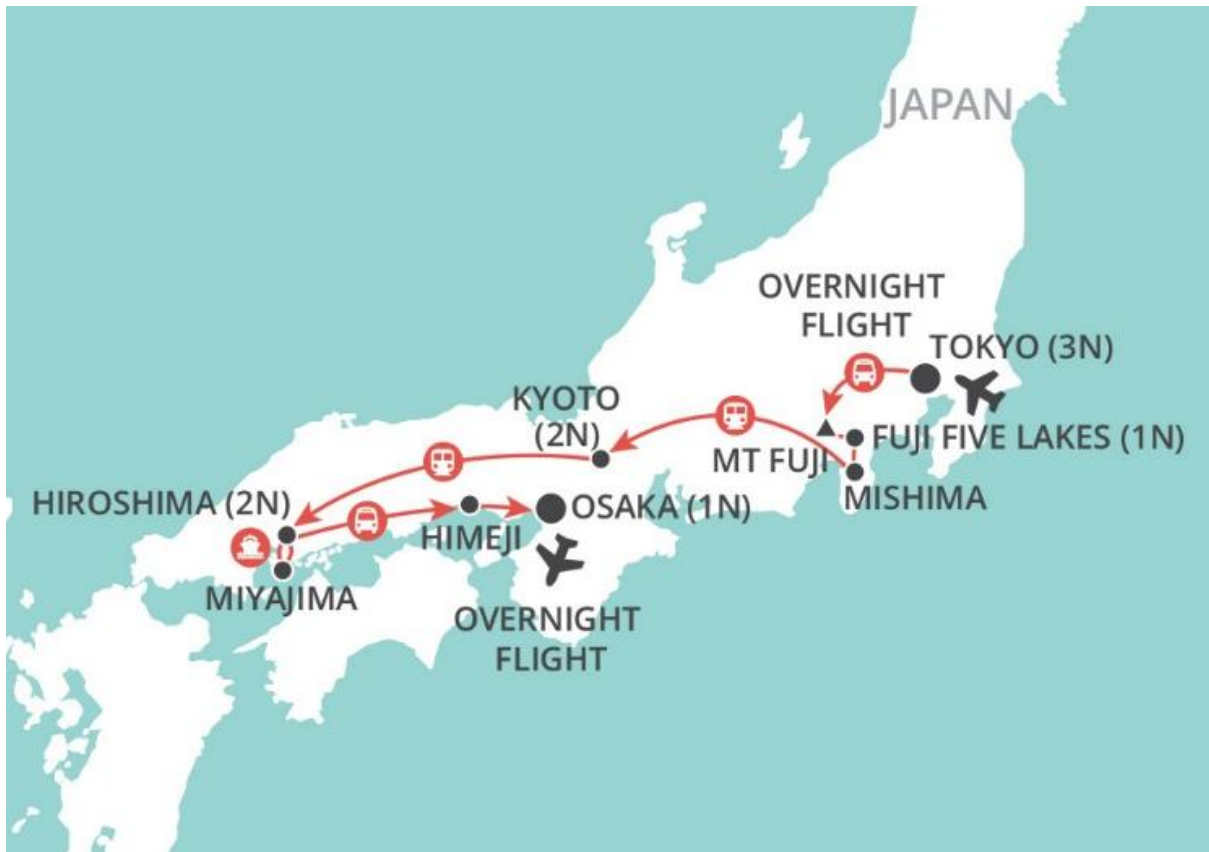 JAPAN
OVERNIGHT
FLIGHT
TOKYO (3N)
KYOTO
(2N)
MT FUJI
FUJI FIVE LAKES (1N)
MISHIMA
HIROSHIMA (2N)
OSAKA (1N)
HIMEJI
MIYAJIMA
OVERNIGHT
FLIGHT